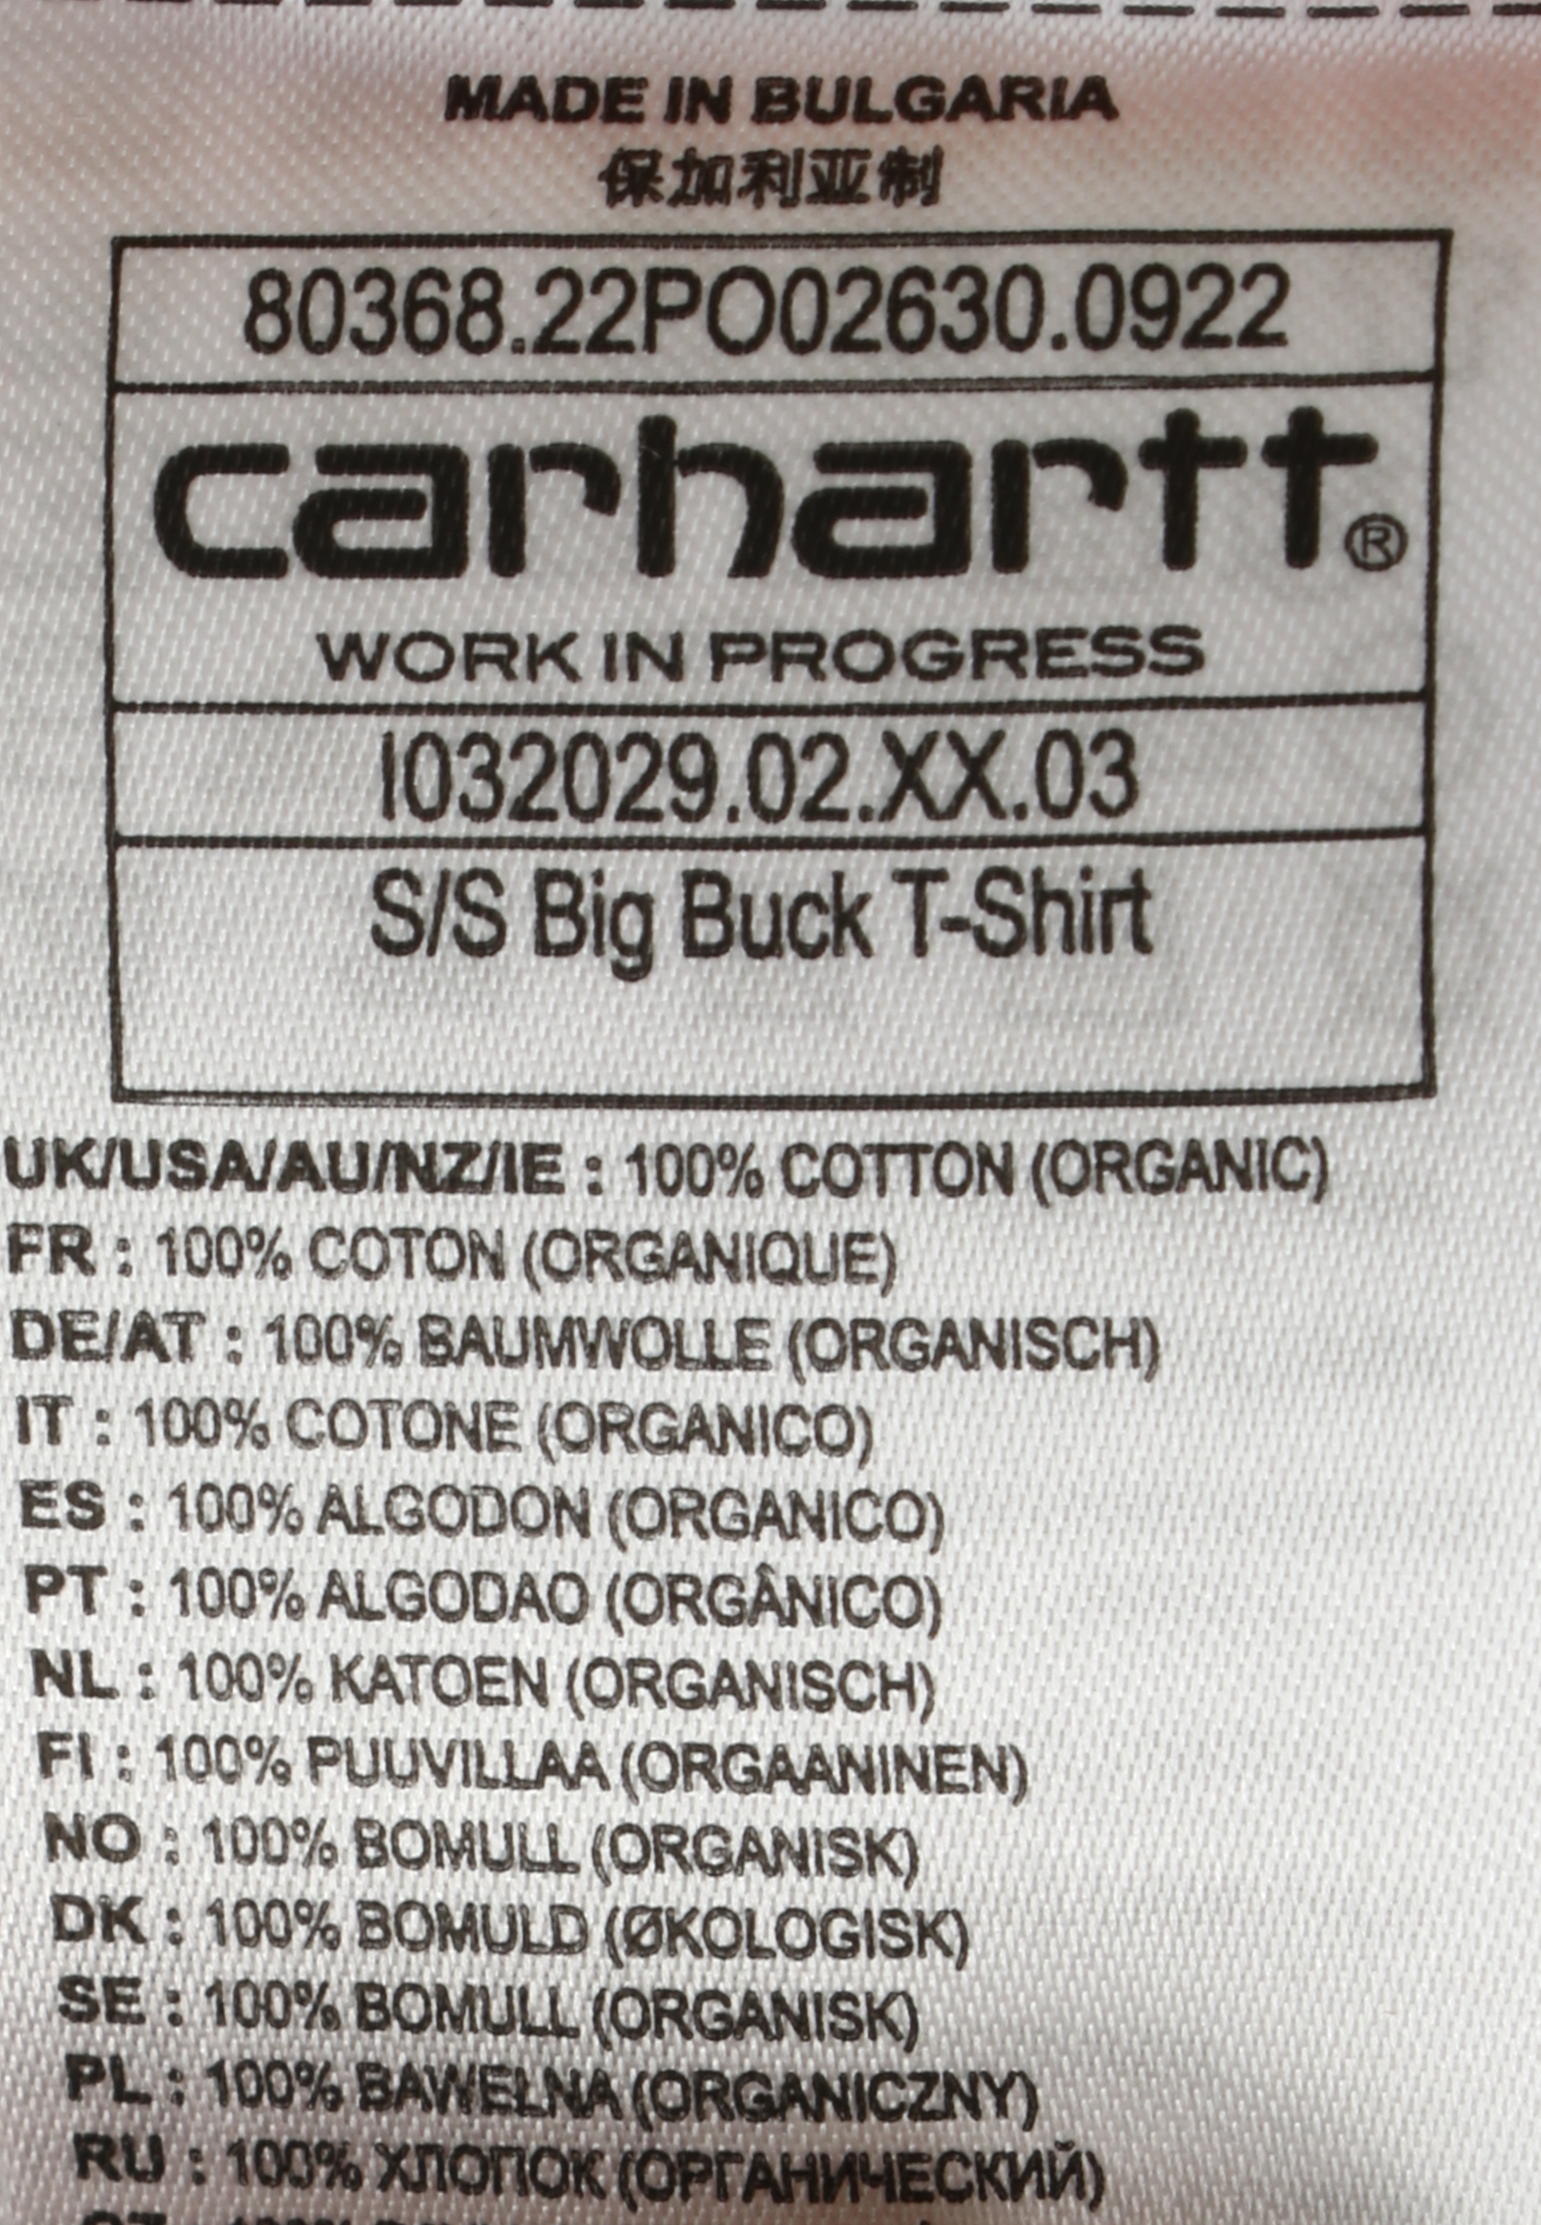 MADE IN BULGARIA
保加利亚制
80368.22PO02630.0922
carhartt®
WORK IN PROGRESS
I032029.02.XX.03
S/S Big Buck T-Shirt
UK/USA/AU/NZ/IE : 100% COTTON (ORGANIC)
FR : 100% COTON (ORGANIQUE)
DE/AT : 100% BAUMWOLLE (ORGANISCH)
IT : 100% COTONE (ORGANICO)
ES : 100% ALGODON (ORGANICO)
PT : 100% ALGODAO (ORGÂNICO)
NL : 100% KATOEN (ORGANISCH)
FI : 100% PUUVILLAA (ORGAANINEN)
NO : 100% BOMULL (ORGANISK)
DK : 100% BOMULD (ØKOLOGISK)
SE : 100% BOMULL (ORGANISK)
PL : 100% BAWEŁNA (ORGANICZNY)
RU : 100% ХЛОПОК (ОРГАНИЧЕСКИЙ)